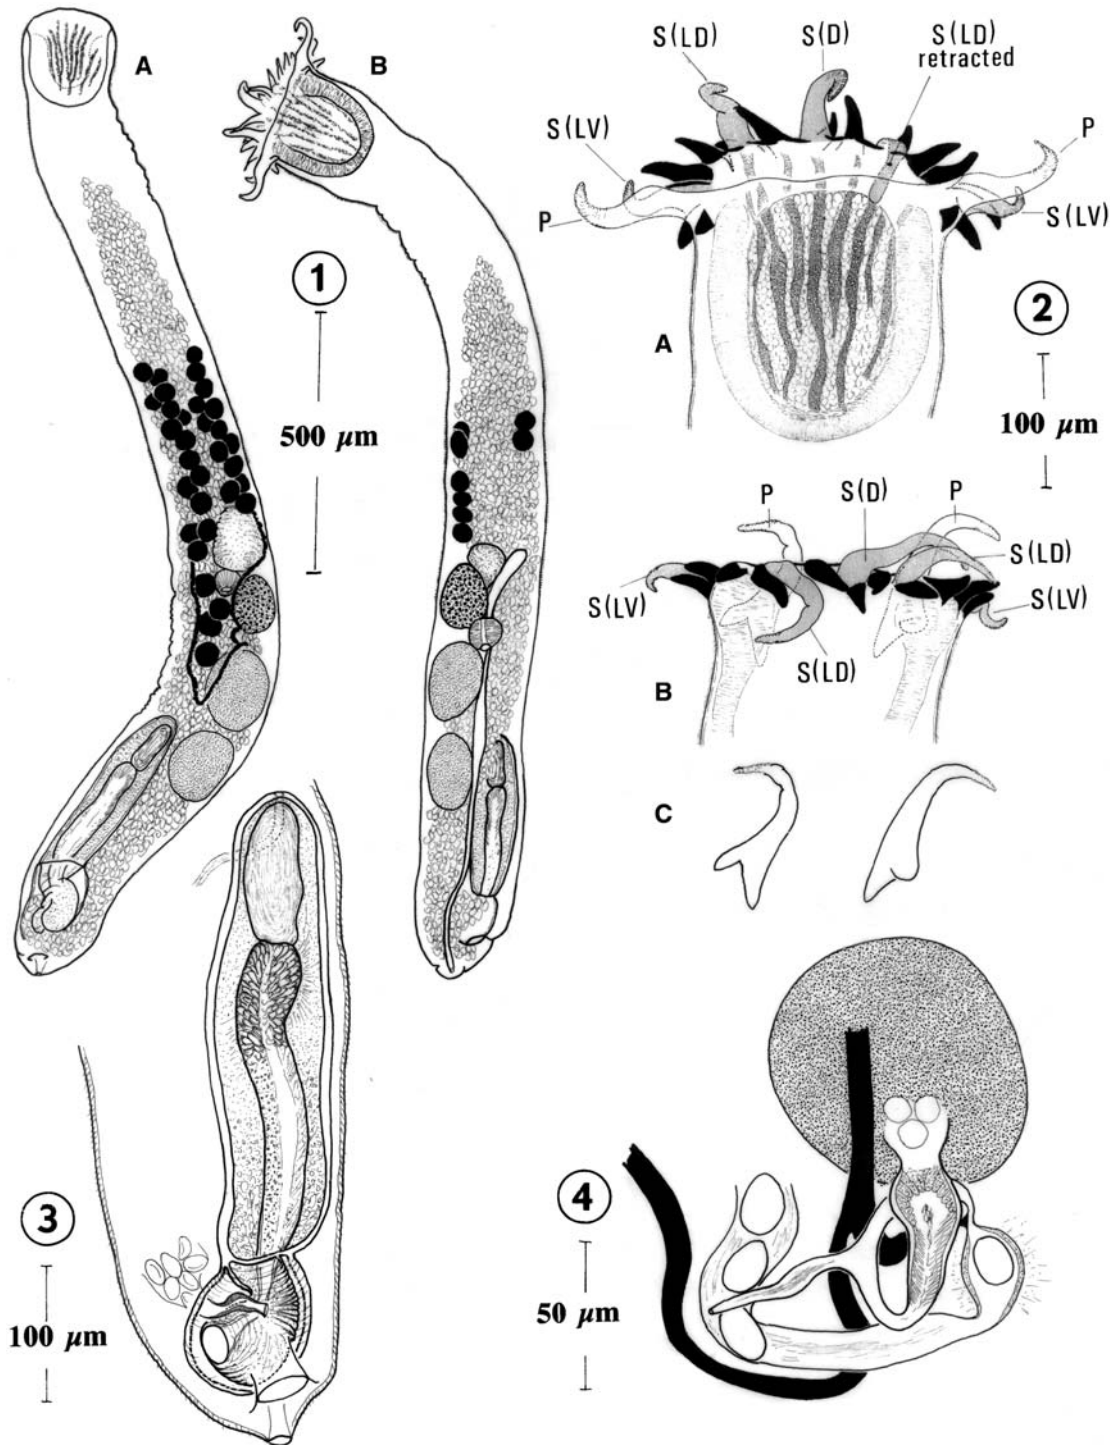 A
B
1
500 µm
S(LD)
S(D)
S(LD)
retracted
S(LV)
P
P
S(LV)
A
2
100 µm
P
S(D)
P
S(LD)
S(LV)
S(LV)
S(LD)
B
C
3
100 µm
4
50 µm